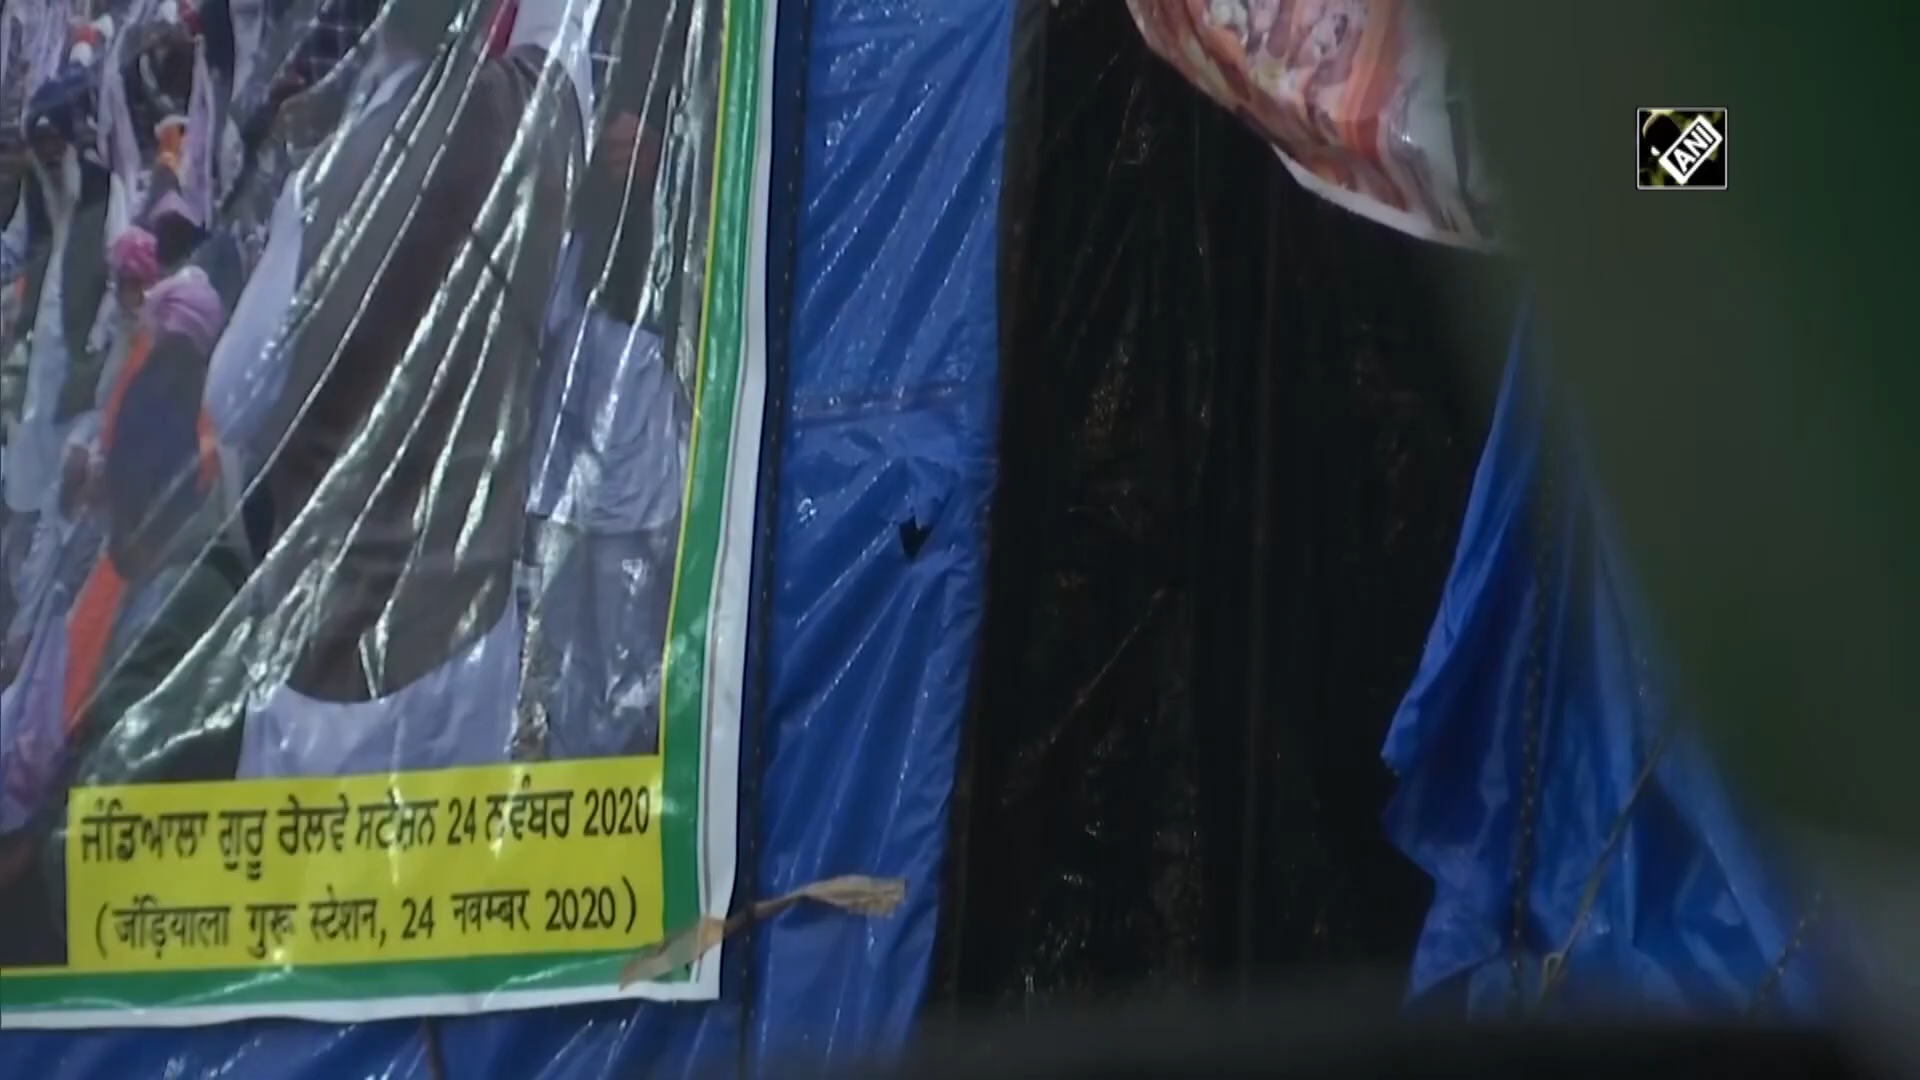 ANI
ਜੰਡਿਆਲਾ ਗੁਰੂ ਰੇਲਵੇ ਸਟੇਸ਼ਨ 24 ਨਵੰਬਰ 2020
(जंड़ियाला गुरू स्टेशन, 24 नवम्बर 2020)